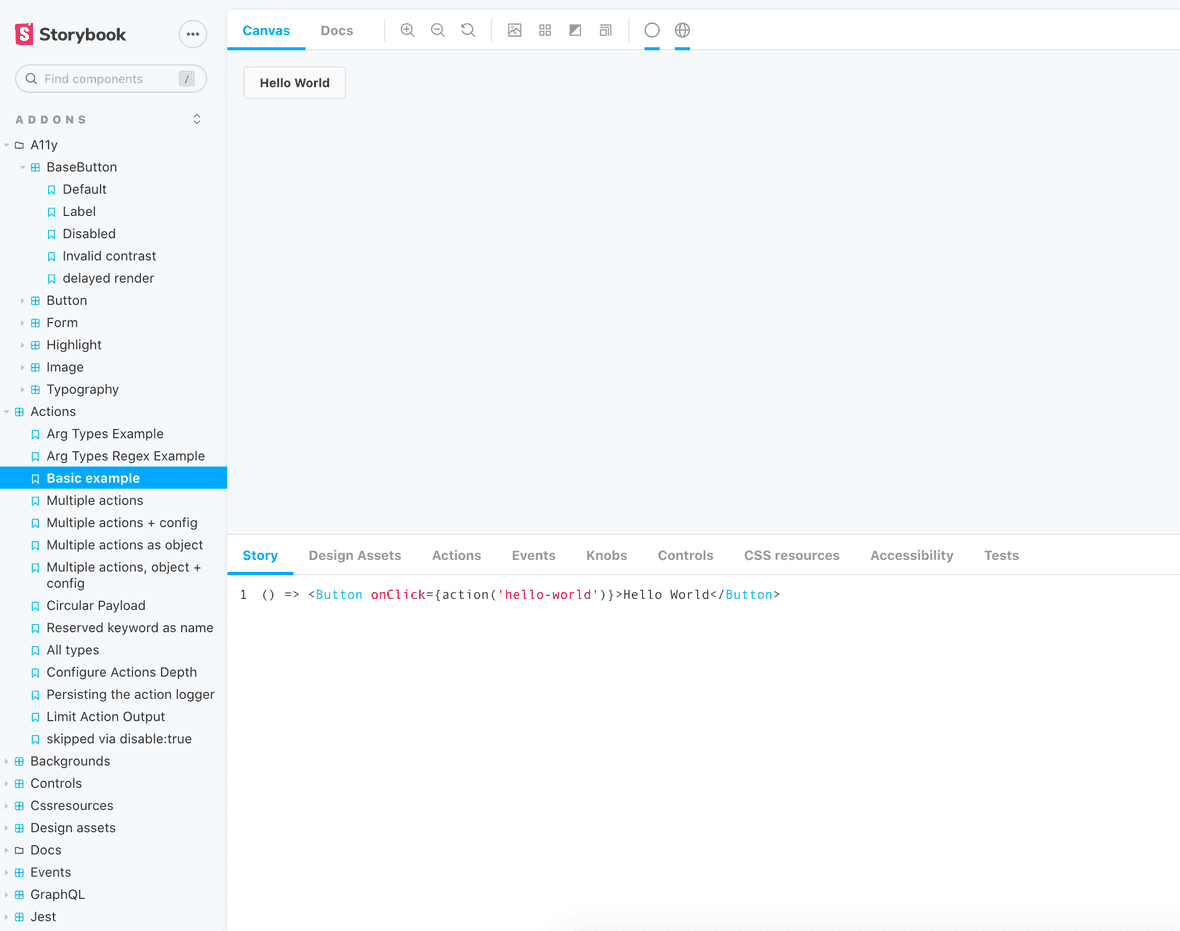 Storybook
Find components /
ADDONS
A11y
BaseButton
Default
Label
Disabled
Invalid contrast
delayed render
Button
Form
Highlight
Image
Typography
Actions
Arg Types Example
Arg Types Regex Example
Basic example
Multiple actions
Multiple actions + config
Multiple actions as object
Multiple actions, object +
config
Circular Payload
Reserved keyword as name
All types
Configure Actions Depth
Persisting the action logger
Limit Action Output
skipped via disable:true
Backgrounds
Controls
Cssresources
Design assets
Docs
Events
GraphQL
Jest
Canvas Docs
Hello World
Story Design Assets Actions Events Knobs Controls CSS resources Accessibility Tests
1 () => <Button onClick={action('hello-world')}>Hello World</Button>